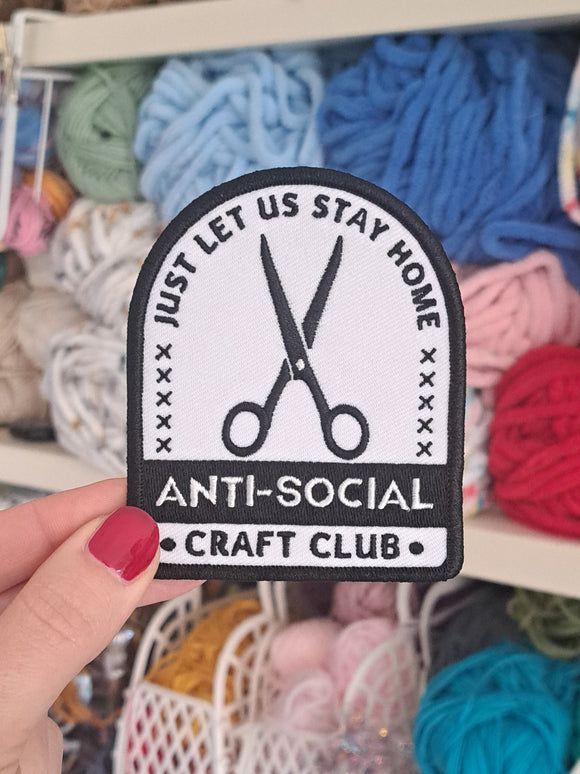 JUST LET US STAY HOME
x x
x x
x x
x x
x x
ANTI-SOCIAL
• CRAFT CLUB •